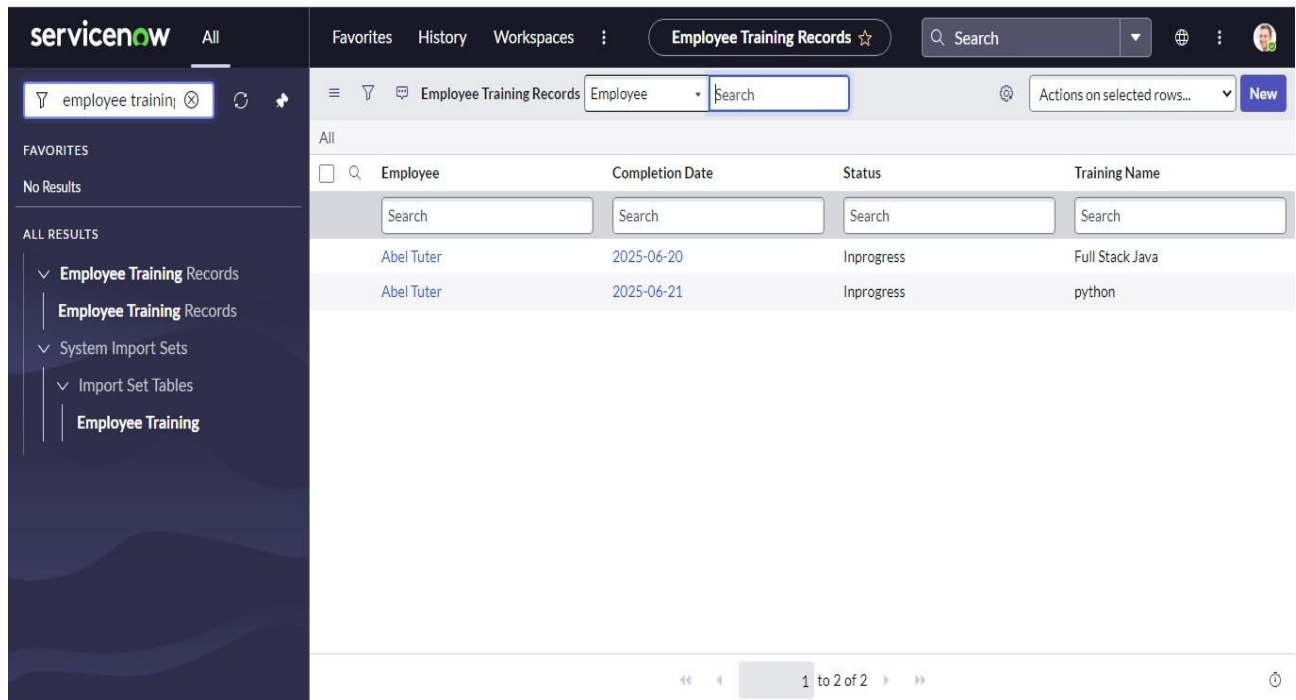 servicenow All Favorites History Workspaces Employee Training Records Search
employee training
Employee Training Records Employee Search Actions on selected rows... New
FAVORITES
No Results
ALL RESULTS
Employee Training Records
Employee Training Records
System Import Sets
Import Set Tables
Employee Training
All
Employee Completion Date Status Training Name
Search Search Search Search
Abel Tuter 2025-06-20 Inprogress Full Stack Java
Abel Tuter 2025-06-21 Inprogress python
1 to 2 of 2